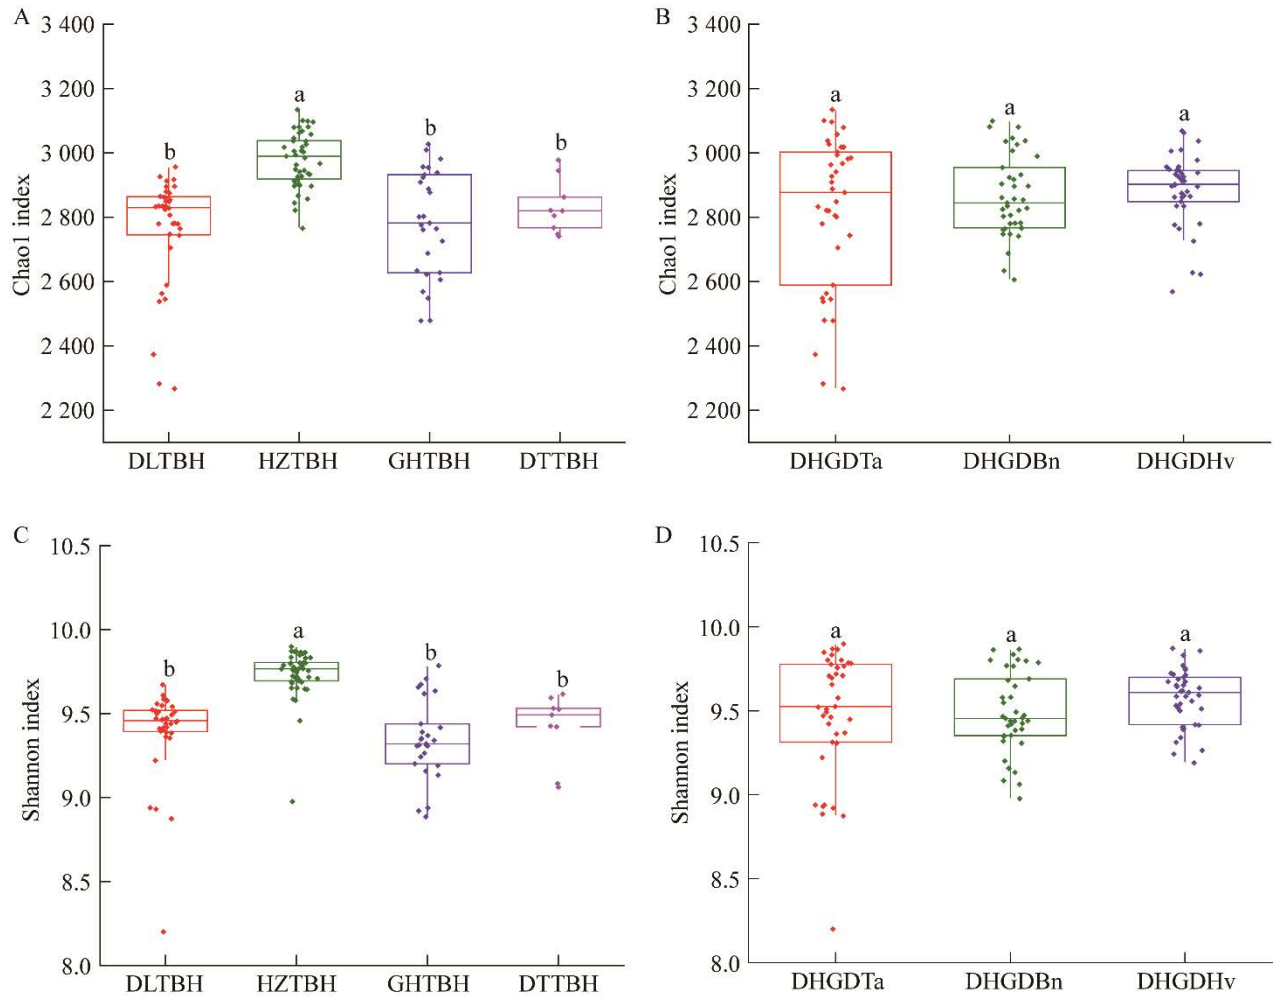 A
Chao1 index
3 400
3 200
3 000
2 800
2 600
2 400
2 200
b
a
b
b
DLTBH HZTBH GHTBH DTTBH
B
Chao1 index
3 400
3 200
3 000
2 800
2 600
2 400
2 200
a
a
a
DHGDTa DHGDBn DHGDHv
C
Shannon index
10.5
10.0
9.5
9.0
8.5
8.0
b
a
b
b
DLTBH HZTBH GHTBH DTTBH
D
Shannon index
10.5
10.0
9.5
9.0
8.5
8.0
a
a
a
DHGDTa DHGDBn DHGDHv